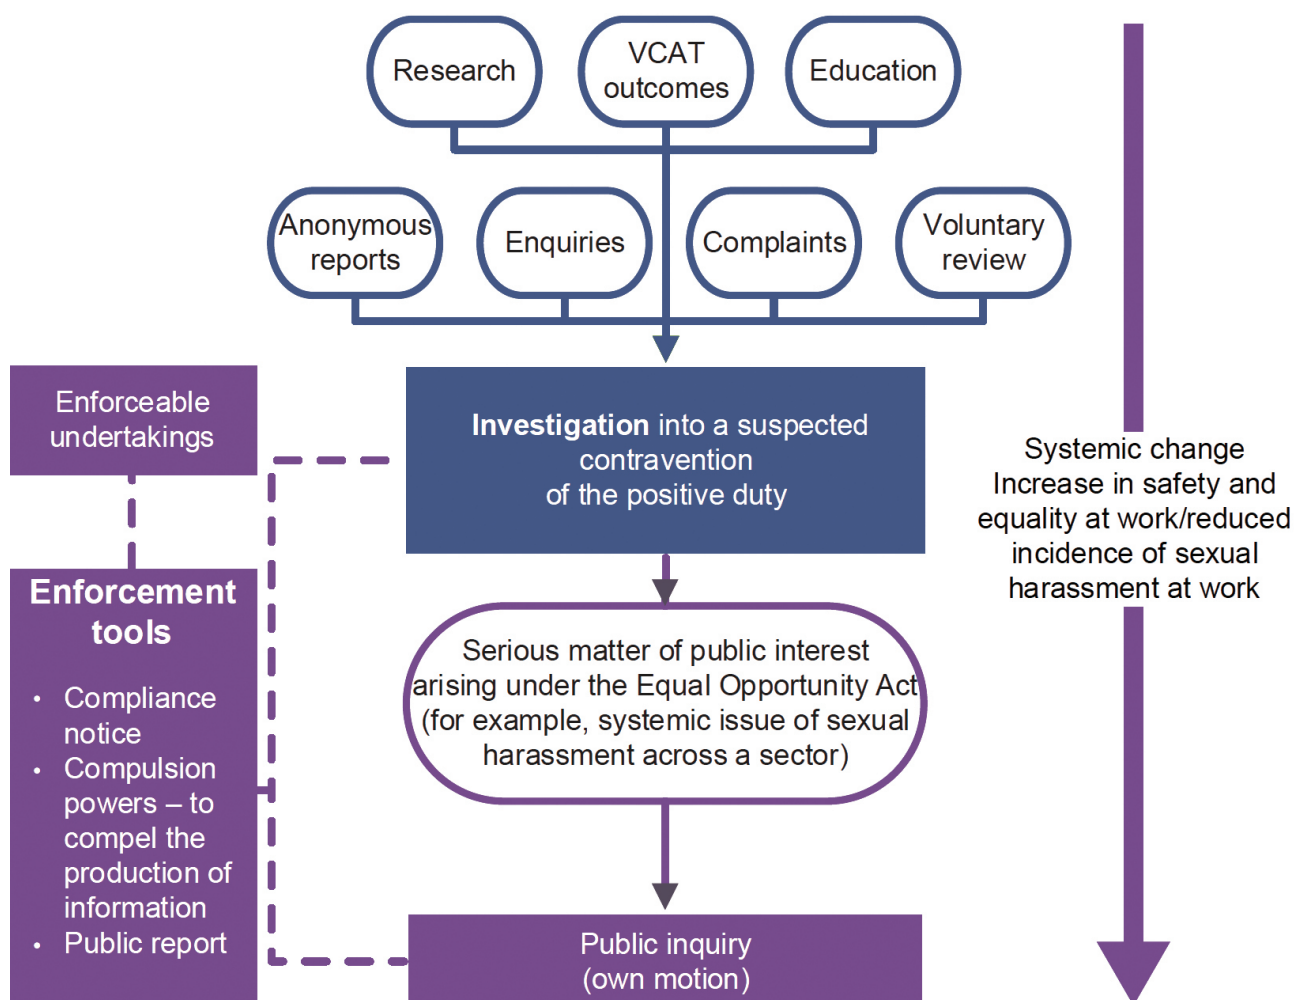 Research
VCAT
outcomes
Education
Anonymous
reports
Enquiries
Complaints
Voluntary
review
Enforceable
undertakings
Investigation into a suspected
contravention
of the positive duty
Systemic change
Increase in safety and
equality at work/reduced
incidence of sexual
harassment at work
Enforcement
tools
• Compliance
notice
• Compulsion
powers – to
compel the
production of
information
• Public report
Serious matter of public interest
arising under the Equal Opportunity Act
(for example, systemic issue of sexual
harassment across a sector)
Public inquiry
(own motion)